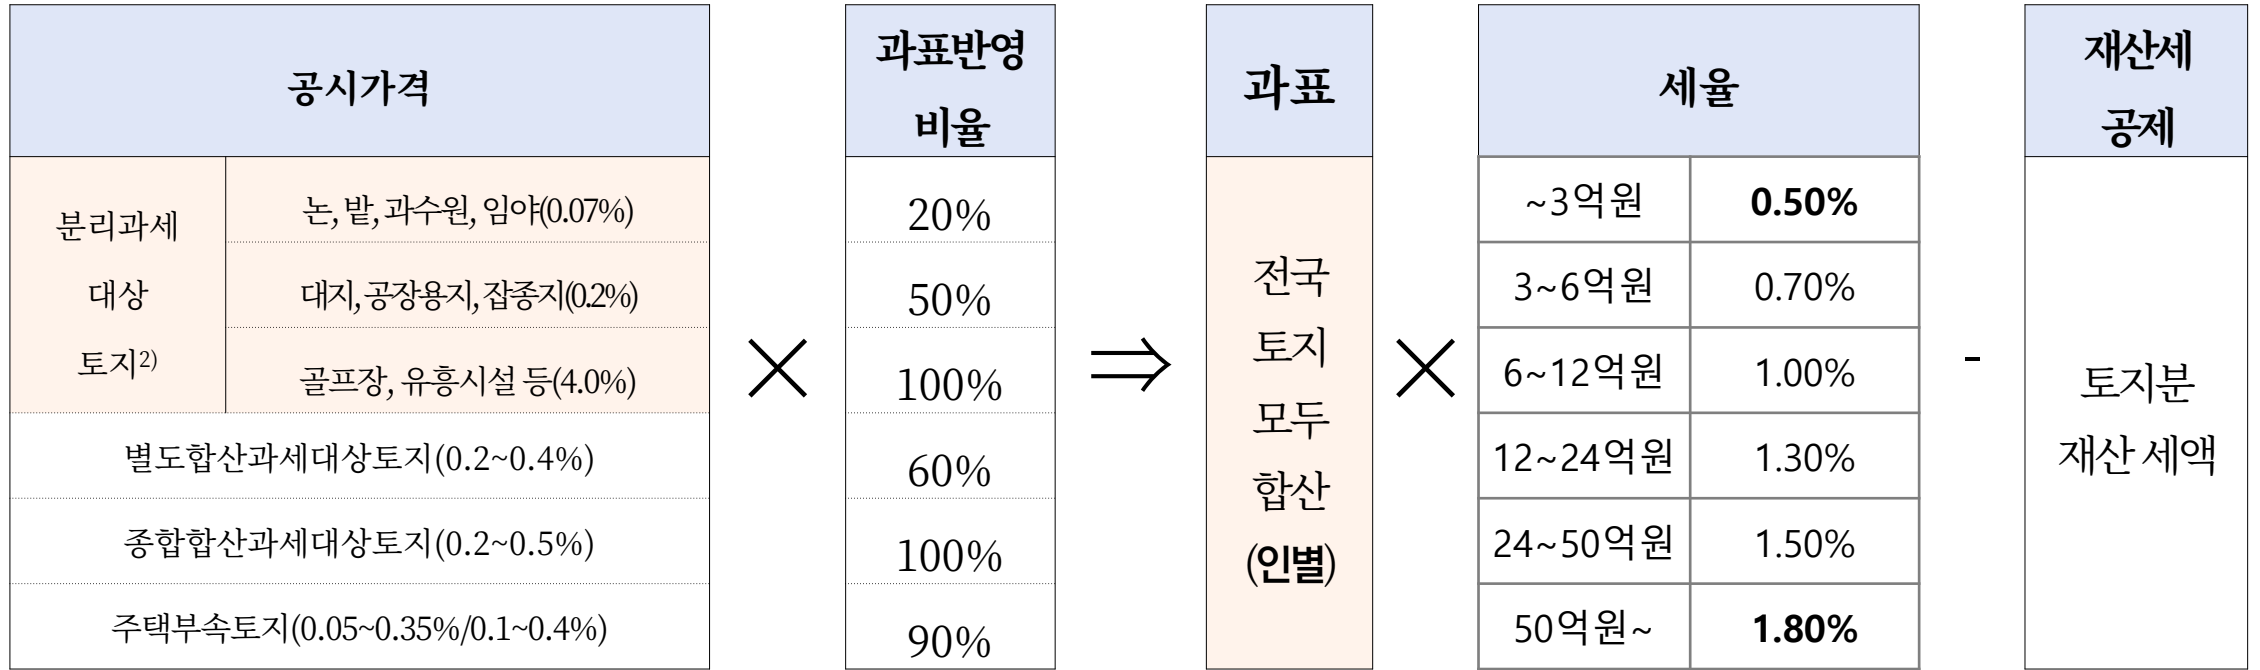 공시가격
과표반영
비율
과표
세율
재산세
공제
분리과세
대상
토지2)
논, 밭, 과수원, 임야(0.07%)
20%
대지, 공장용지, 잡종지(0.2%)
50%
골프장, 유흥시설 등(4.0%)
100%
별도합산과세대상토지(0.2~0.4%)
60%
종합합산과세대상토지(0.2~0.5%)
100%
주택부속토지(0.05~0.35%/0.1~0.4%)
90%
×
⇒
전국
토지
모두
합산
(인별)
×
~3억원 0.50%
3~6억원 0.70%
6~12억원 1.00%
12~24억원 1.30%
24~50억원 1.50%
50억원~ 1.80%
-
토지분
재산 세액